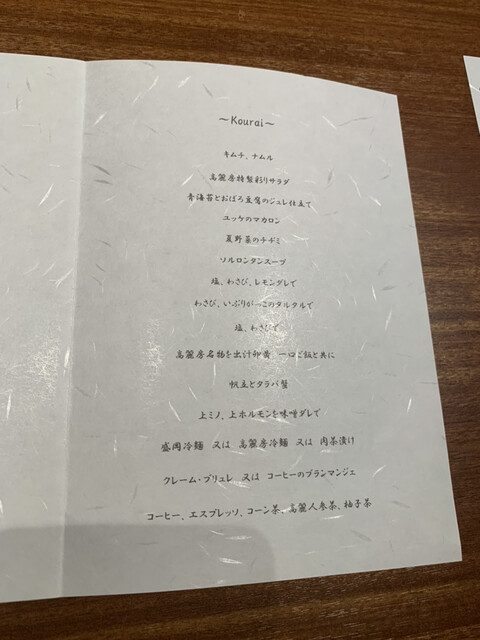 ～Kourai～
キムチ、ナムル
高麗房特製彩りサラダ
青海苔とおぼろ豆腐のジュレ仕立て
ユッケのマカロン
夏野菜のチヂミ
ソルロンタンスープ
塩、わさび、レモンダレで
わさび、いぶりがっこのタルタルで
塩、わさびで
高麗房名物を出汁卵黄 一口ご飯と共に
帆立とタラバ蟹
上ミノ、上ホルモンを味噌ダレで
盛岡冷麺 又は 高麗房冷麺 又は 肉茶漬け
クレーム・ブリュレ 又は コーヒーのブランマンジェ
コーヒー、エスプレッソ、コーン茶、高麗人参茶、柚子茶